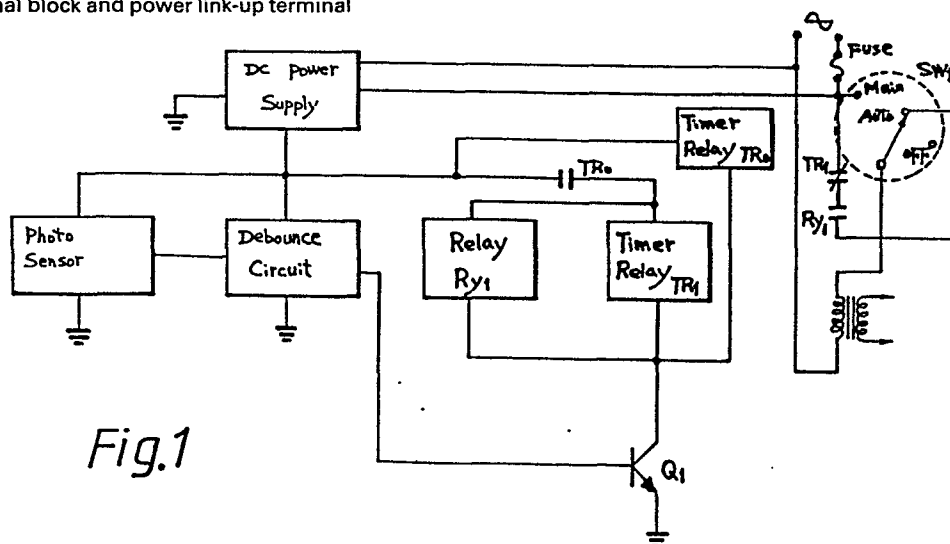 nal block and power link-up terminal
Fuse
SW1
Main
Auto
OFF
DC Power
Supply
Timer
Relay TR0
TR0
TR1
Ry1
Photo
Sensor
Debounce
Circuit
Relay
Ry1
Timer
Relay TR1
Q1
Fig.1